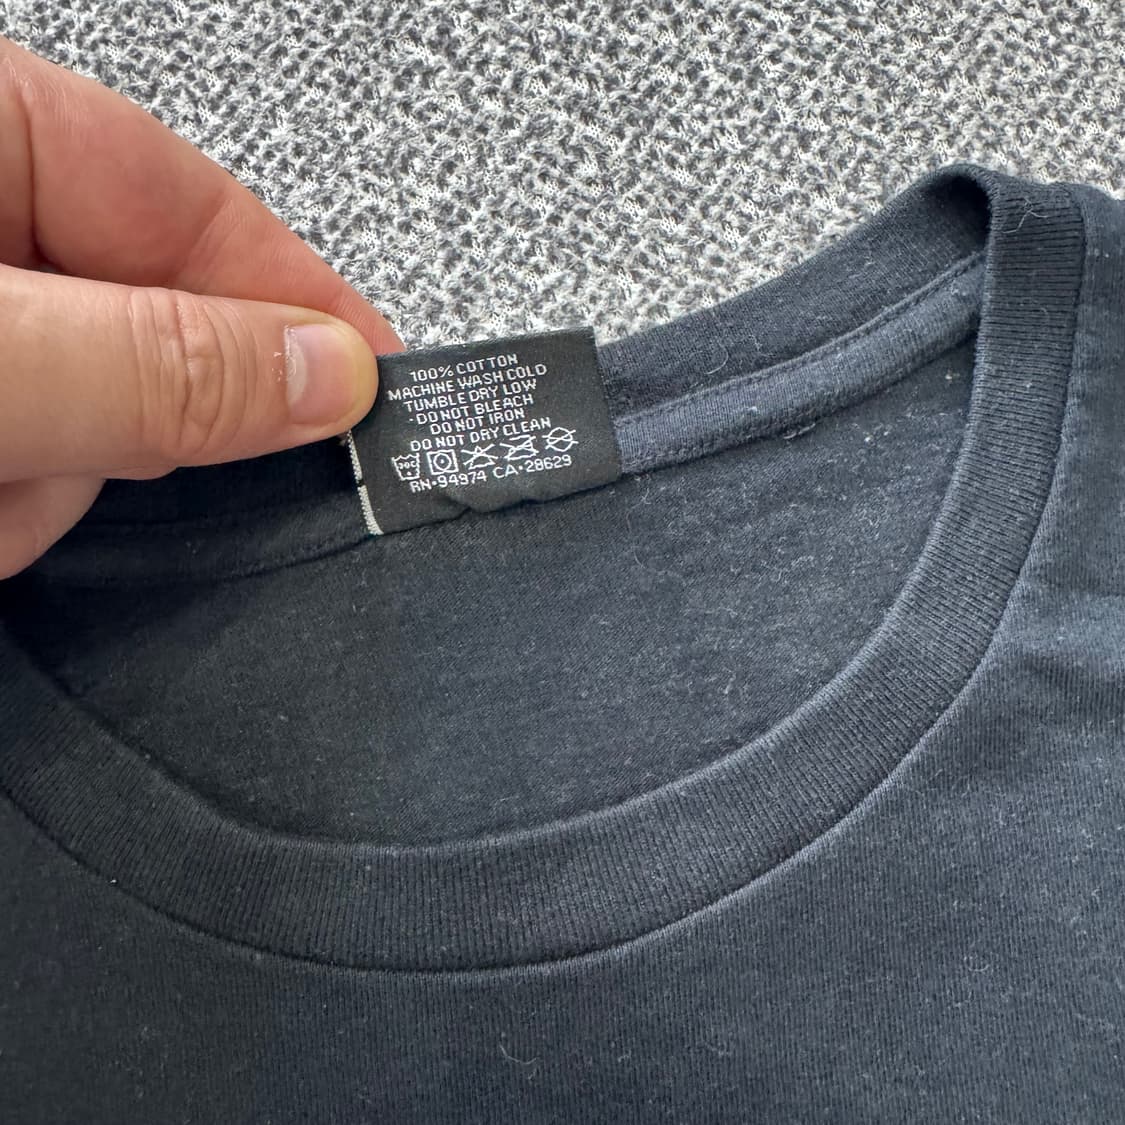 100% COTTON
MACHINE WASH COLD
TUMBLE DRY LOW
-DO NOT BLEACH
DO NOT IRON
DO NOT DRY CLEAN
30C
RN•94974 CA•28629